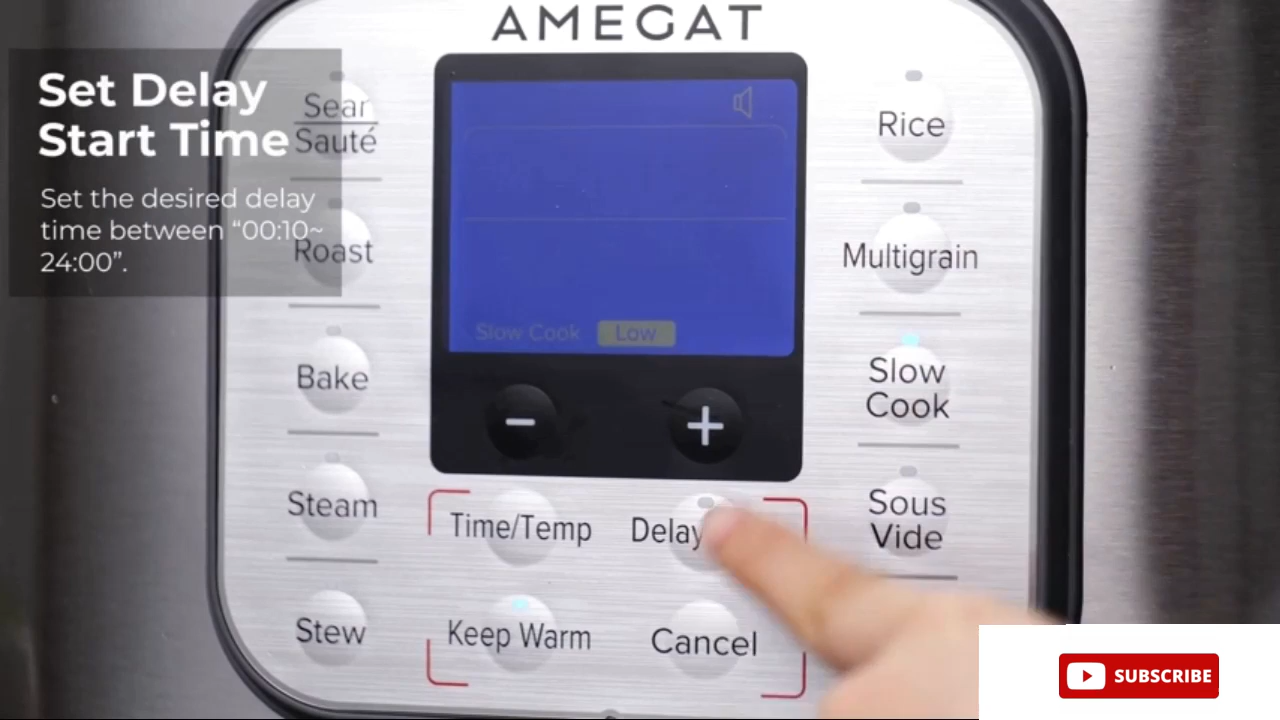 AMEGAT
Set Delay
Start Time
Set the desired delay
time between “00:10~
24:00”.
Sear
Sauté
Roast
Bake
Steam
Stew
Slow Cook Low
-
+
Time/Temp
Delay
Keep Warm
Cancel
Rice
Multigrain
Slow
Cook
Sous
Vide
SUBSCRIBE